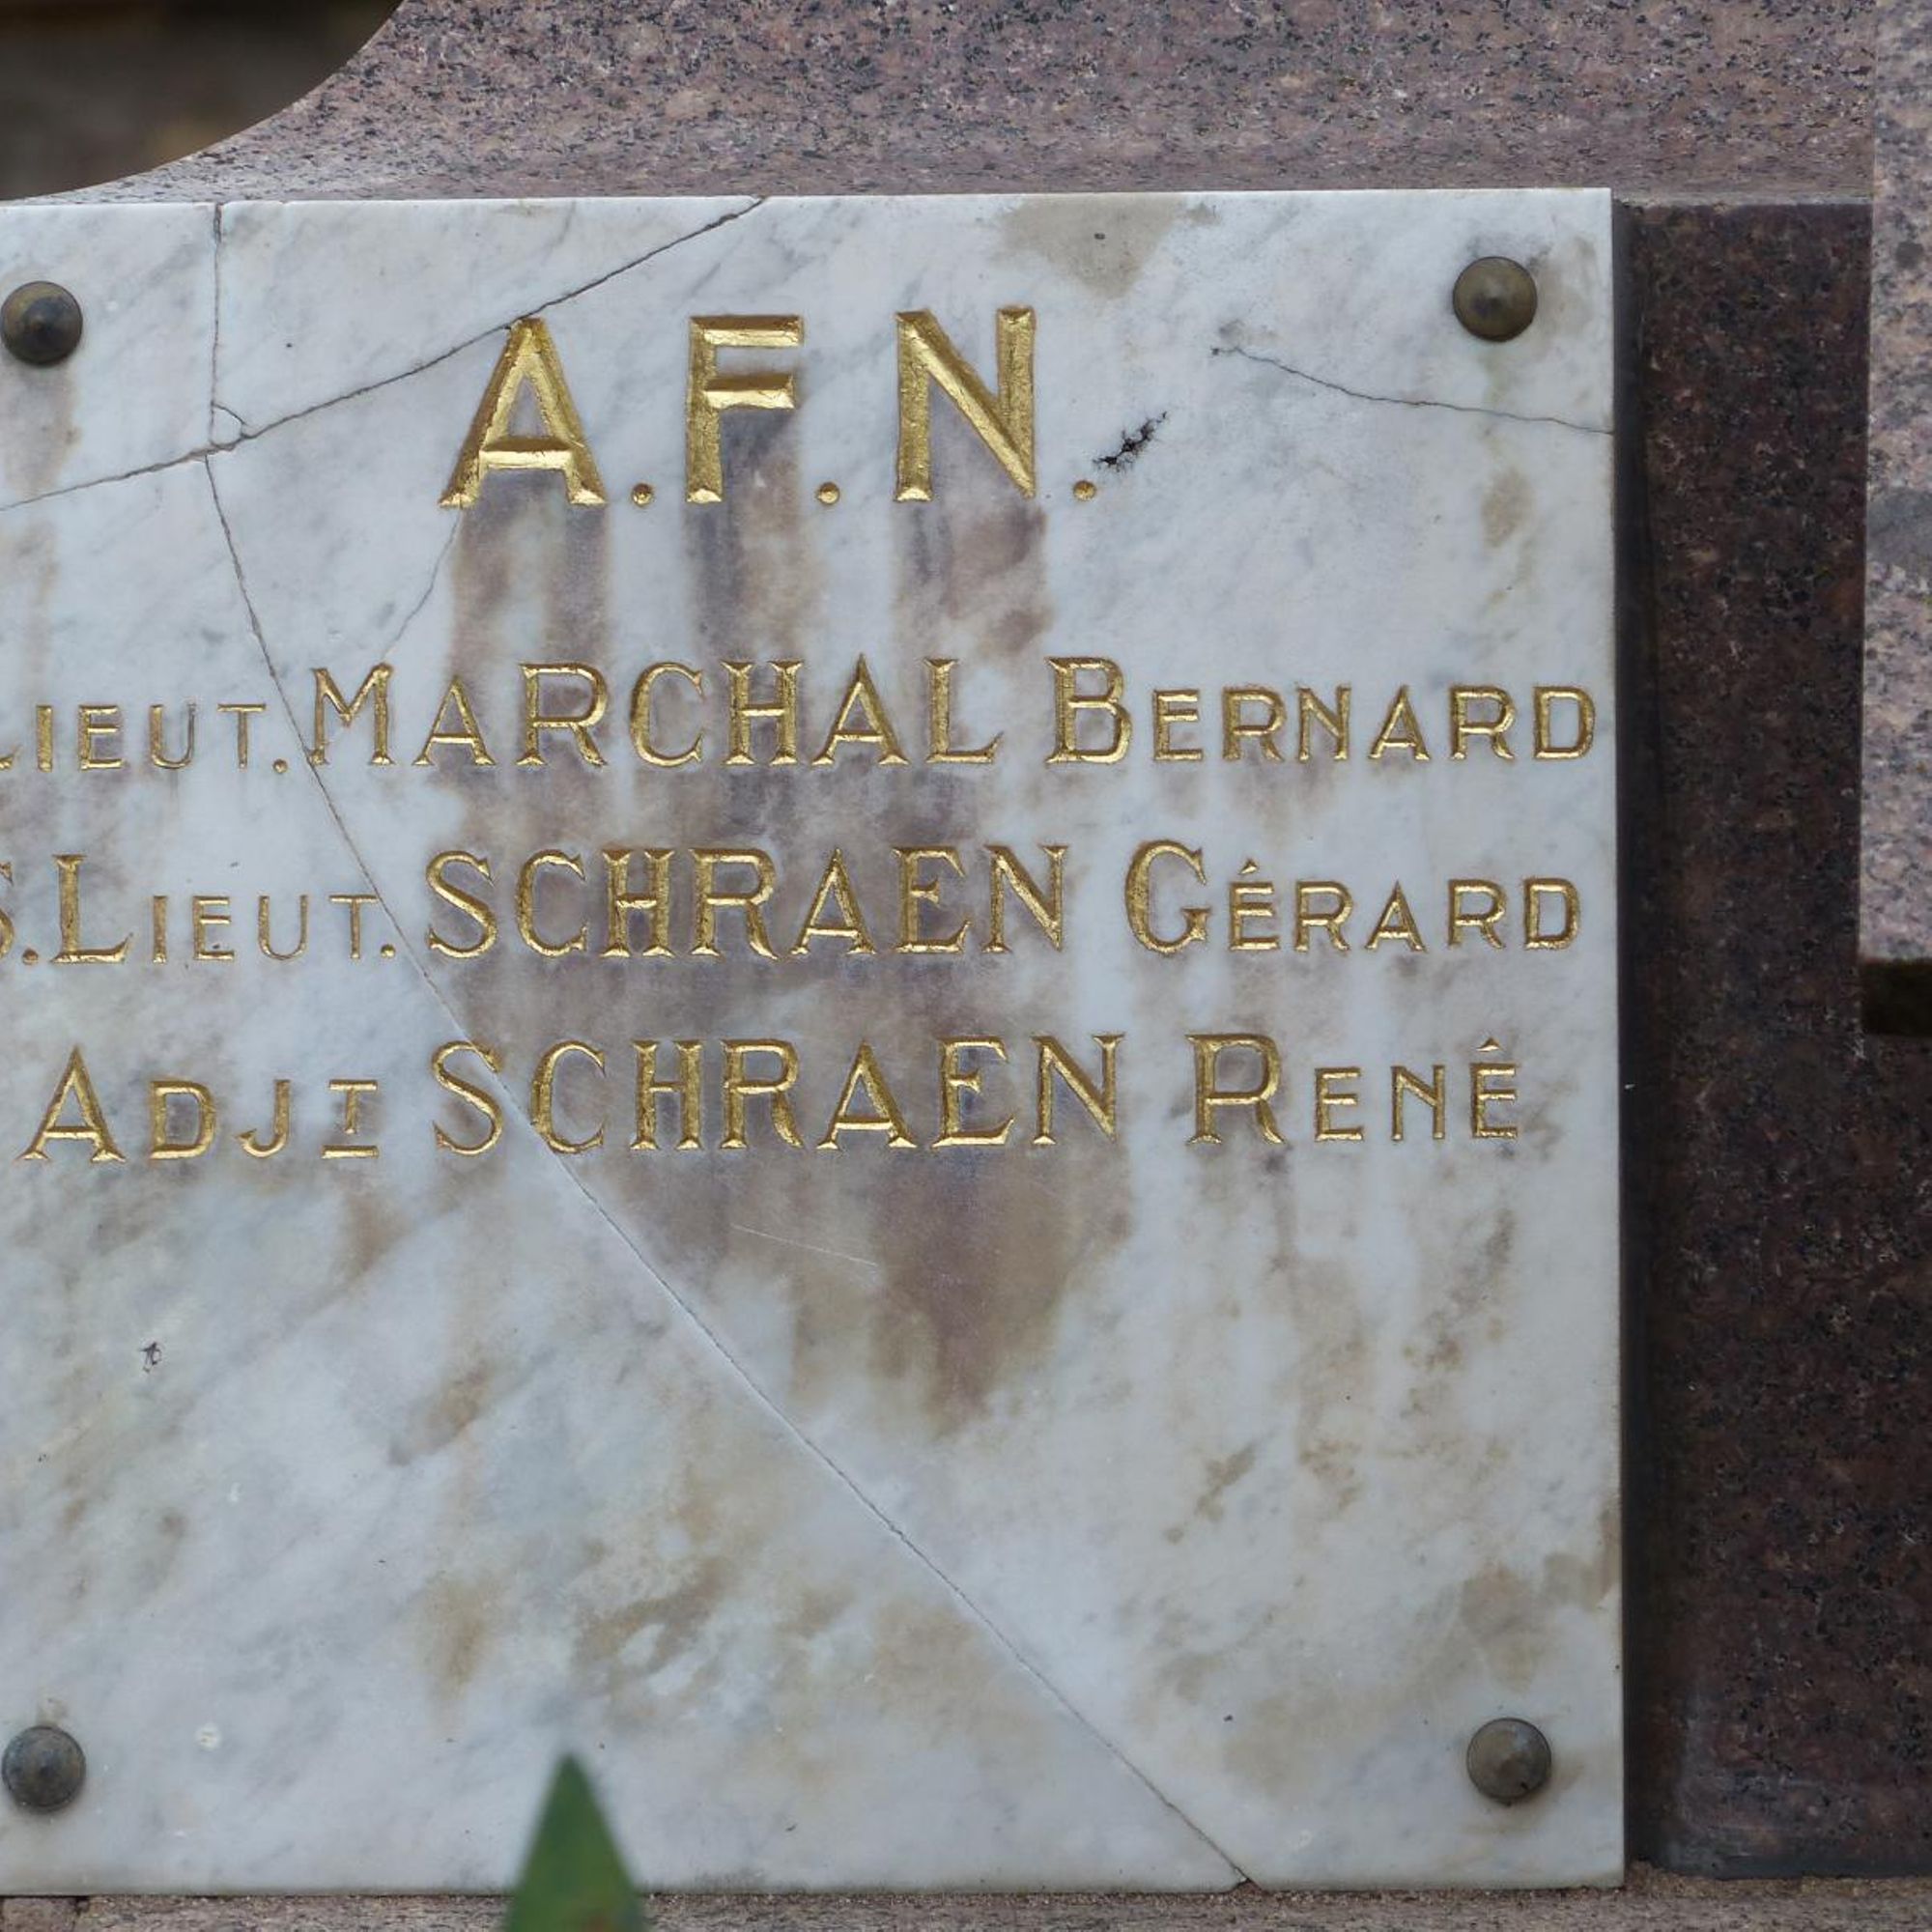 A.F.N.
LIEUT. MARCHAL BERNARD
S.LIEUT. SCHRAEN GÉRARD
ADJT SCHRAEN RENÉ